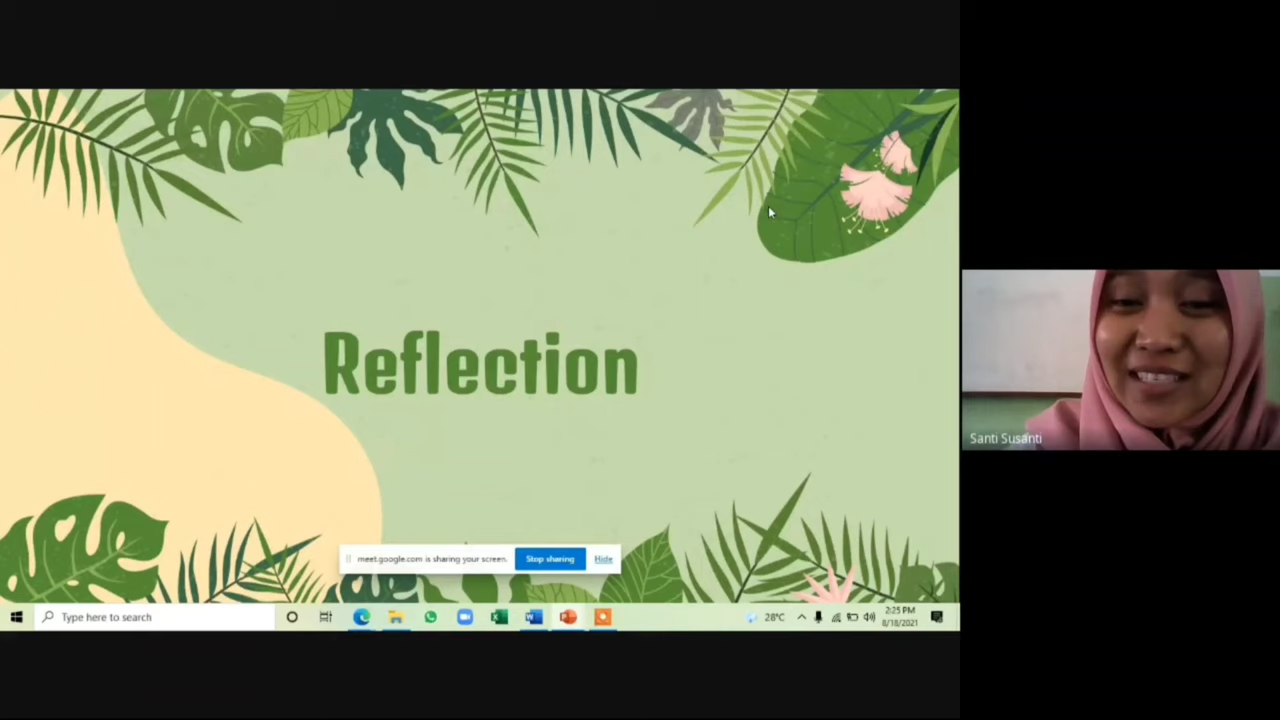 Reflection
meet.google.com is sharing your screen.
Stop sharing
Hide
Santi Susanti
Type here to search
28°C
2:25 PM
8/18/2021